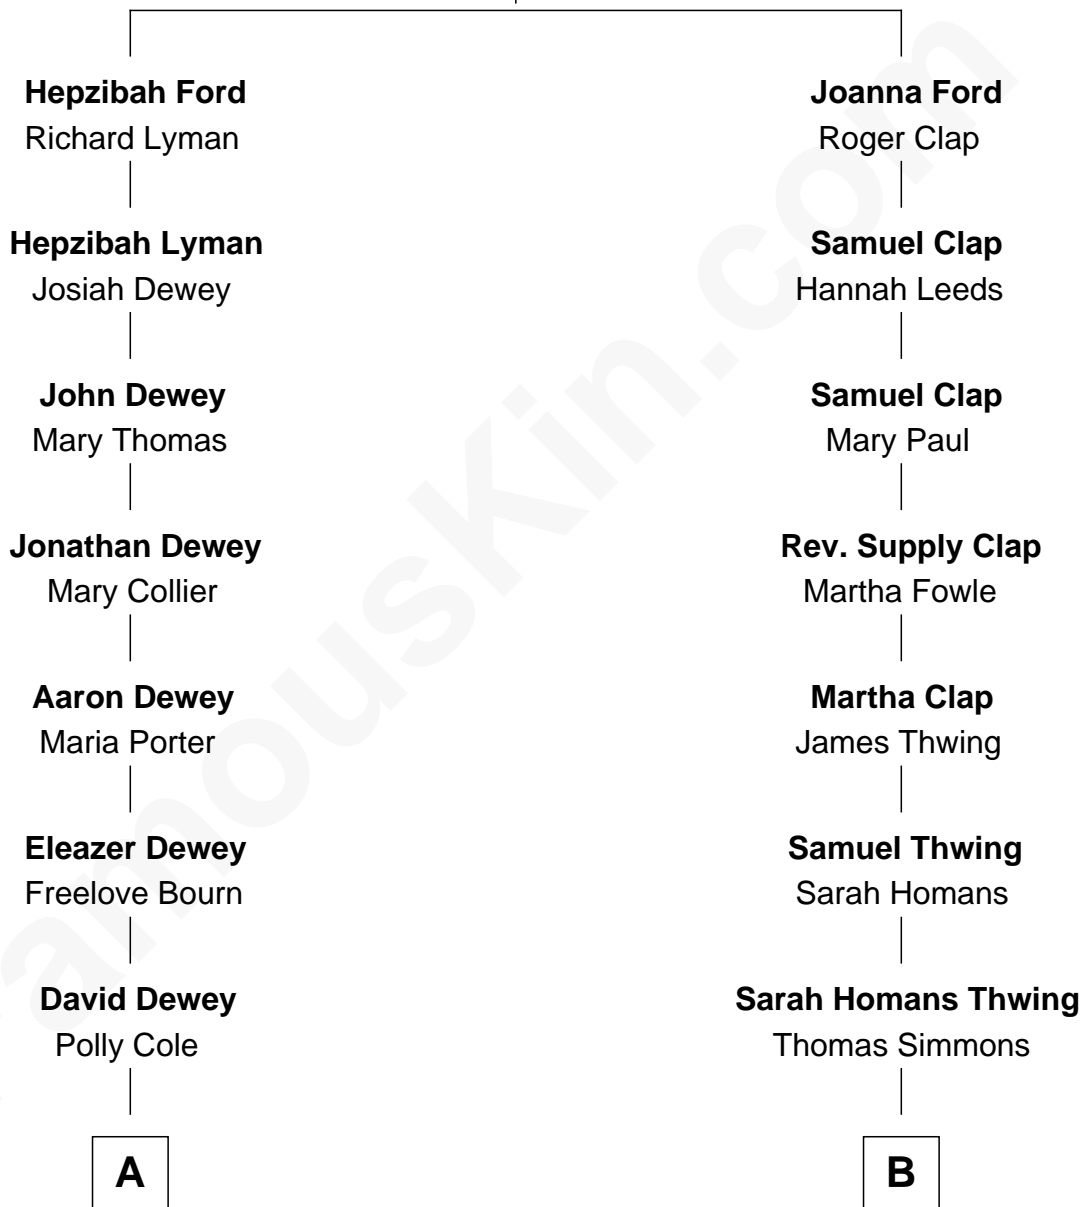 Hepzibah Ford
Richard Lyman
Joanna Ford
Roger Clap
Hepzibah Lyman
Josiah Dewey
Samuel Clap
Hannah Leeds
John Dewey
Mary Thomas
Samuel Clap
Mary Paul
Jonathan Dewey
Mary Collier
Rev. Supply Clap
Martha Fowle
Aaron Dewey
Maria Porter
Martha Clap
James Thwing
Eleazer Dewey
Freelove Bourn
Samuel Thwing
Sarah Homans
David Dewey
Polly Cole
Sarah Homans Thwing
Thomas Simmons
A
B
amousKin.com